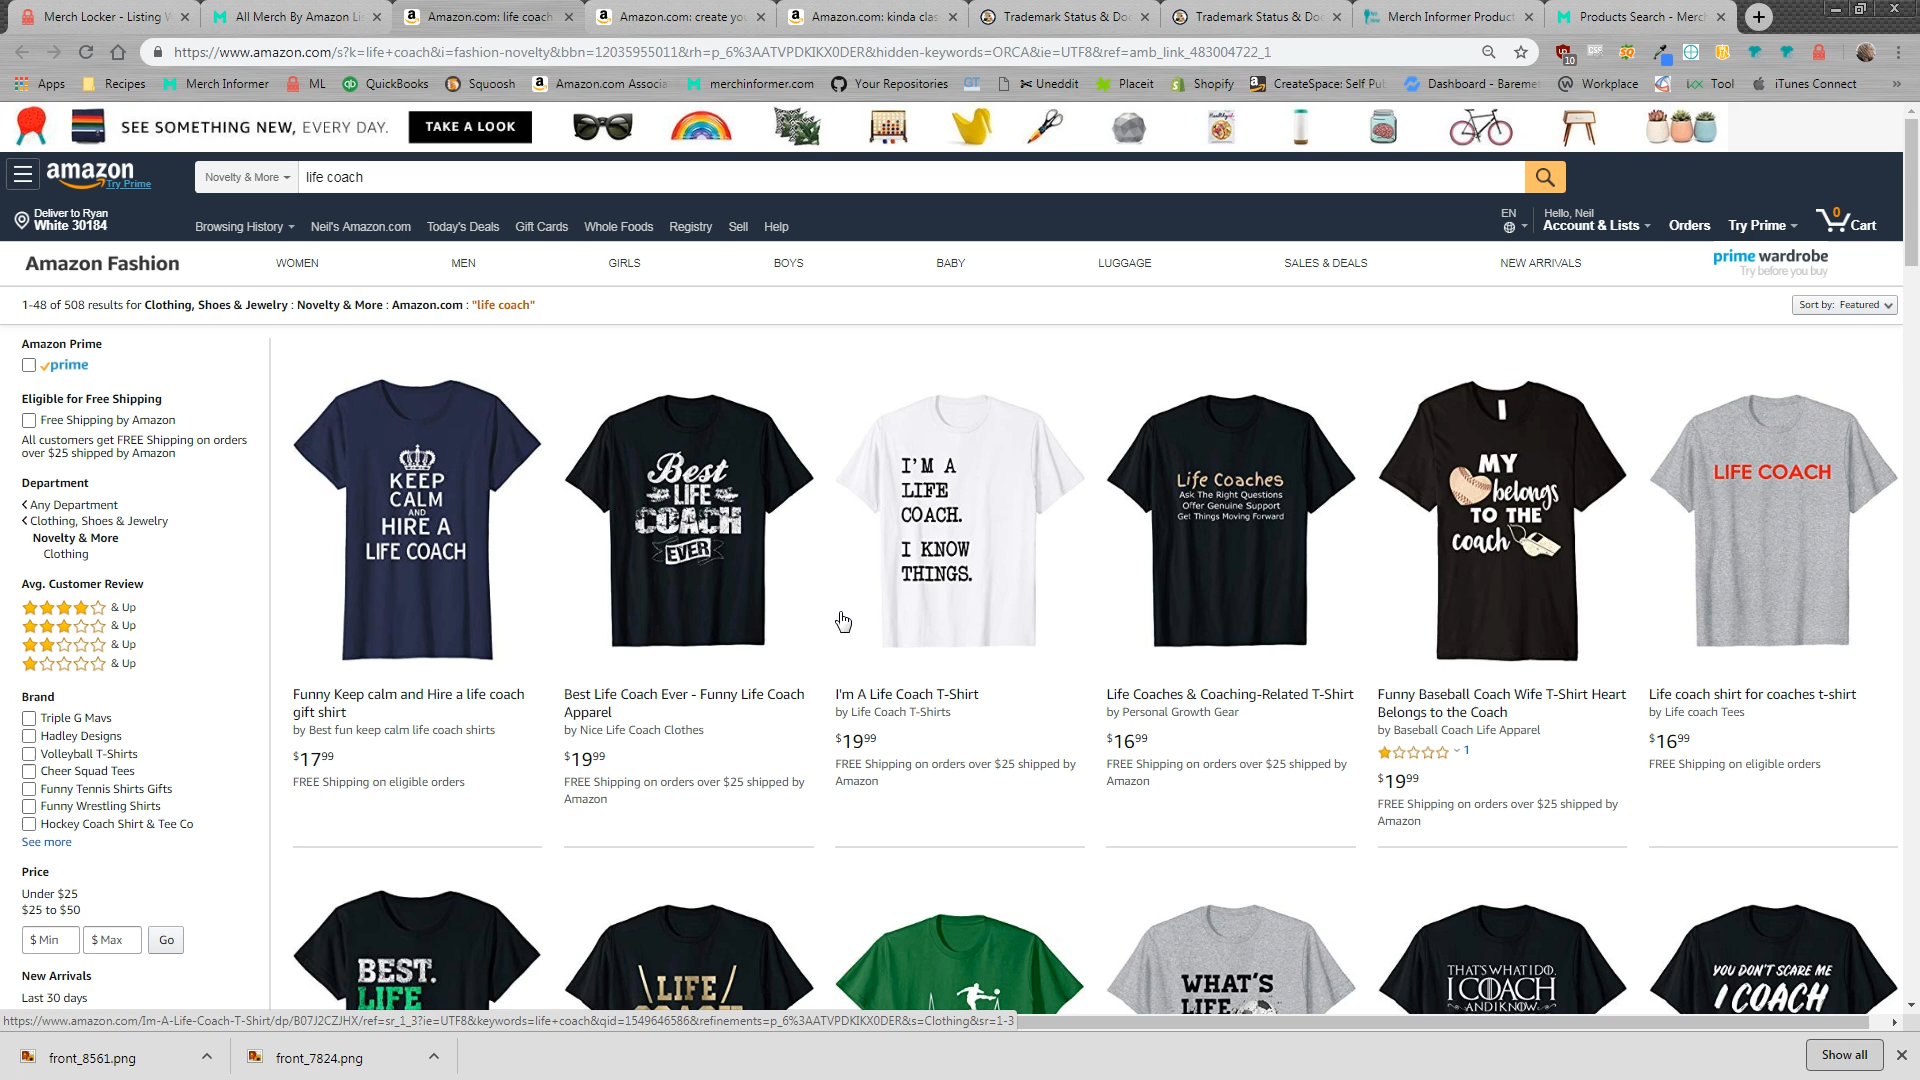 Merch Locker - Listing
All Merch By Amazon Li
Amazon.com: life coach
Amazon.com: create yo
Amazon.com: kinda clas
Trademark Status & Do
Trademark Status & Do
Merch Informer Product
Products Search - Merc
https://www.amazon.com/s?k=life+coach&i=fashion-novelty&bbn=12035955011&rh=p_6%3AATVPDKIKX0DER&hidden-keywords=ORCA&ie=UTF8&ref=amb_link_483004722_1
10
Apps
Recipes
Merch Informer
ML
QuickBooks
Squoosh
Amazon.com Associa
merchinformer.com
Your Repositories
GT
Uneddit
Placeit
Shopify
CreateSpace: Self Pu
Dashboard - Bareme
Workplace
Tool
iTunes Connect
»
SEE SOMETHING NEW, EVERY DAY.
TAKE A LOOK
amazon
Try Prime
Novelty & More
life coach
Deliver to Ryan
White 30184
Browsing History
Neil's Amazon.com
Today's Deals
Gift Cards
Whole Foods
Registry
Sell
Help
EN
Hello, Neil
Account & Lists
Orders
Try Prime
0
Cart
Amazon Fashion
WOMEN
MEN
GIRLS
BOYS
BABY
LUGGAGE
SALES & DEALS
NEW ARRIVALS
prime wardrobe
Try before you buy
1-48 of 508 results for Clothing, Shoes & Jewelry : Novelty & More : Amazon.com : "life coach"
Sort by: Featured
Amazon Prime
prime
Eligible for Free Shipping
Free Shipping by Amazon
All customers get FREE Shipping on orders
over $25 shipped by Amazon
Department
Any Department
Clothing, Shoes & Jewelry
Novelty & More
Clothing
Avg. Customer Review
& Up
& Up
& Up
& Up
Brand
Triple G Mavs
Hadley Designs
Volleyball T-Shirts
Cheer Squad Tees
Funny Tennis Shirts Gifts
Funny Wrestling Shirts
Hockey Coach Shirt & Tee Co
See more
Price
Under $25
$25 to $50
$ Min
$ Max
Go
New Arrivals
Last 30 days
KEEP
CALM
AND
HIRE A
LIFE COACH
Funny Keep calm and Hire a life coach
gift shirt
by Best fun keep calm life coach shirts
$17 99
FREE Shipping on eligible orders
Best
LIFE
COACH
EVER
Best Life Coach Ever - Funny Life Coach
Apparel
by Nice Life Coach Clothes
$19 99
FREE Shipping on orders over $25 shipped by
Amazon
I'M A
LIFE
COACH.
I KNOW
THINGS.
I'm A Life Coach T-Shirt
by Life Coach T-Shirts
$19 99
FREE Shipping on orders over $25 shipped by
Amazon
Life Coaches
Ask The Right Questions
Offer Genuine Support
Get Things Moving Forward
Life Coaches & Coaching-Related T-Shirt
by Personal Growth Gear
$16 99
FREE Shipping on orders over $25 shipped by
Amazon
MY
belongs
TO THE
coach
Funny Baseball Coach Wife T-Shirt Heart
Belongs to the Coach
by Baseball Coach Life Apparel
1
$19 99
FREE Shipping on orders over $25 shipped by
Amazon
LIFE COACH
Life coach shirt for coaches t-shirt
by Life coach Tees
$16 99
FREE Shipping on eligible orders
BEST.
LIFE
LIFE
WHAT'S
LIFE
THAT'S WHAT I DO.
I COACH
AND I KNOW
YOU DON'T SCARE ME
I COACH
https://www.amazon.com/Im-A-Life-Coach-T-Shirt/dp/B07J2CZJHX/ref=sr_1_3?ie=UTF8&keywords=life+coach&qid=1549646586&refinements=p_6%3AATVPDKIKX0DER&s=Clothing&sr=1-3
front_8561.png
front_7824.png
Show all